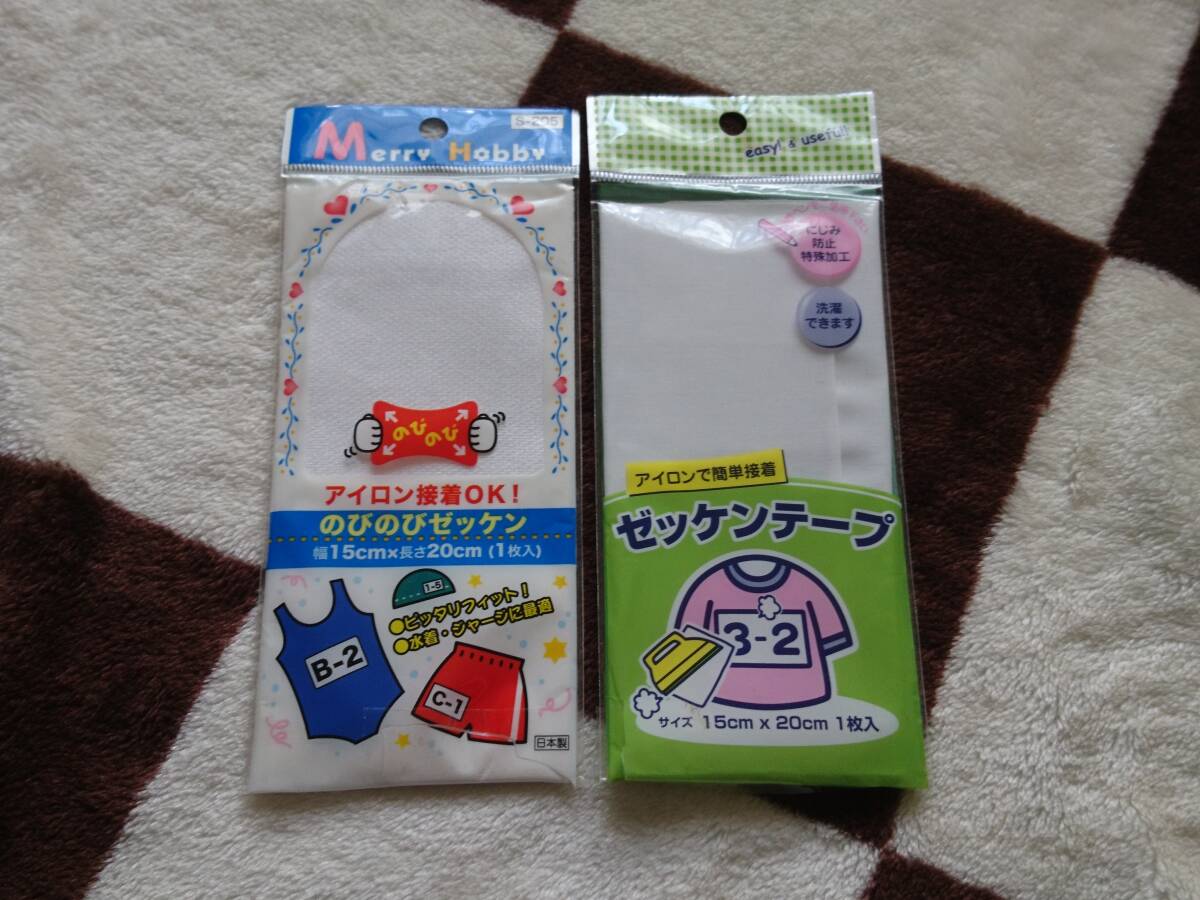 Merry Hobby
S-205
のびのび
アイロン接着OK!
のびのびゼッケン
幅15cm×長さ20cm (1枚入)
1-5
●ピッタリフィット!
●水着・ジャージに最適
B-2
C-1
日本製
easy! & useful!
にじみ
防止
特殊加工
洗濯
できます
アイロンで簡単接着
ゼッケンテープ
3-2
サイズ 15cm x 20cm 1枚入